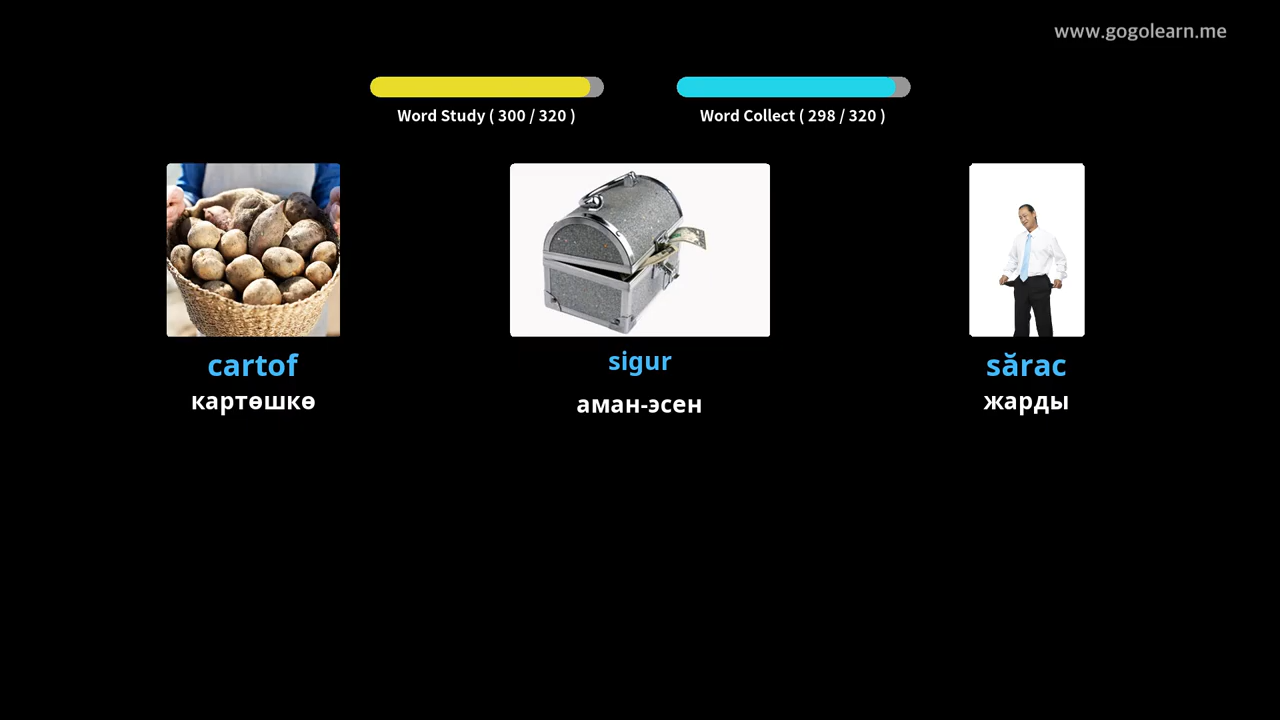 www.gogolearn.me
Word Study ( 300 / 320 )
Word Collect ( 298 / 320 )
cartof
картөшкө
sigur
аман-эсен
sărac
жарды